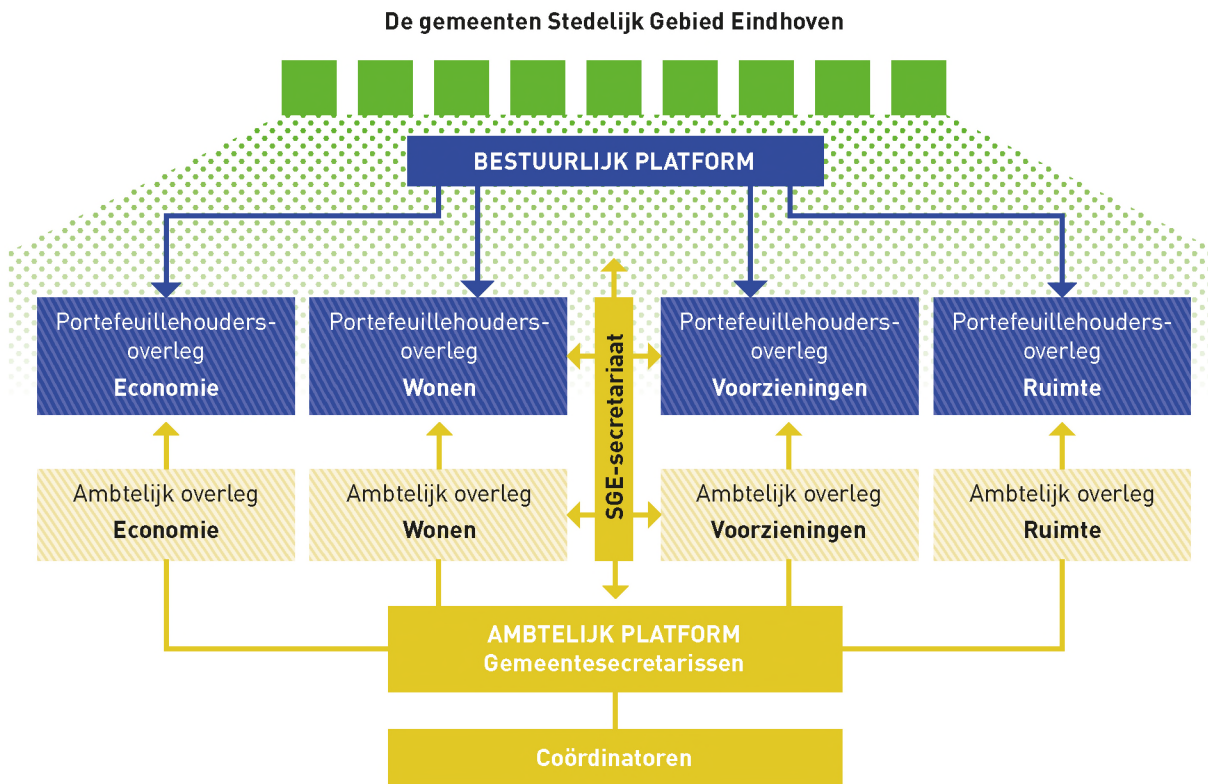 De gemeenten Stedelijk Gebied Eindhoven
BESTUURLIJK PLATFORM
Portefeuillehouders-
overleg
Economie
Portefeuillehouders-
overleg
Wonen
SGE-secretariaat
Portefeuillehouders-
overleg
Voorzieningen
Portefeuillehouders-
overleg
Ruimte
Ambtelijk overleg
Economie
Ambtelijk overleg
Wonen
Ambtelijk overleg
Voorzieningen
Ambtelijk overleg
Ruimte
AMBTELIJK PLATFORM
Gemeentesecretarissen
Coördinatoren